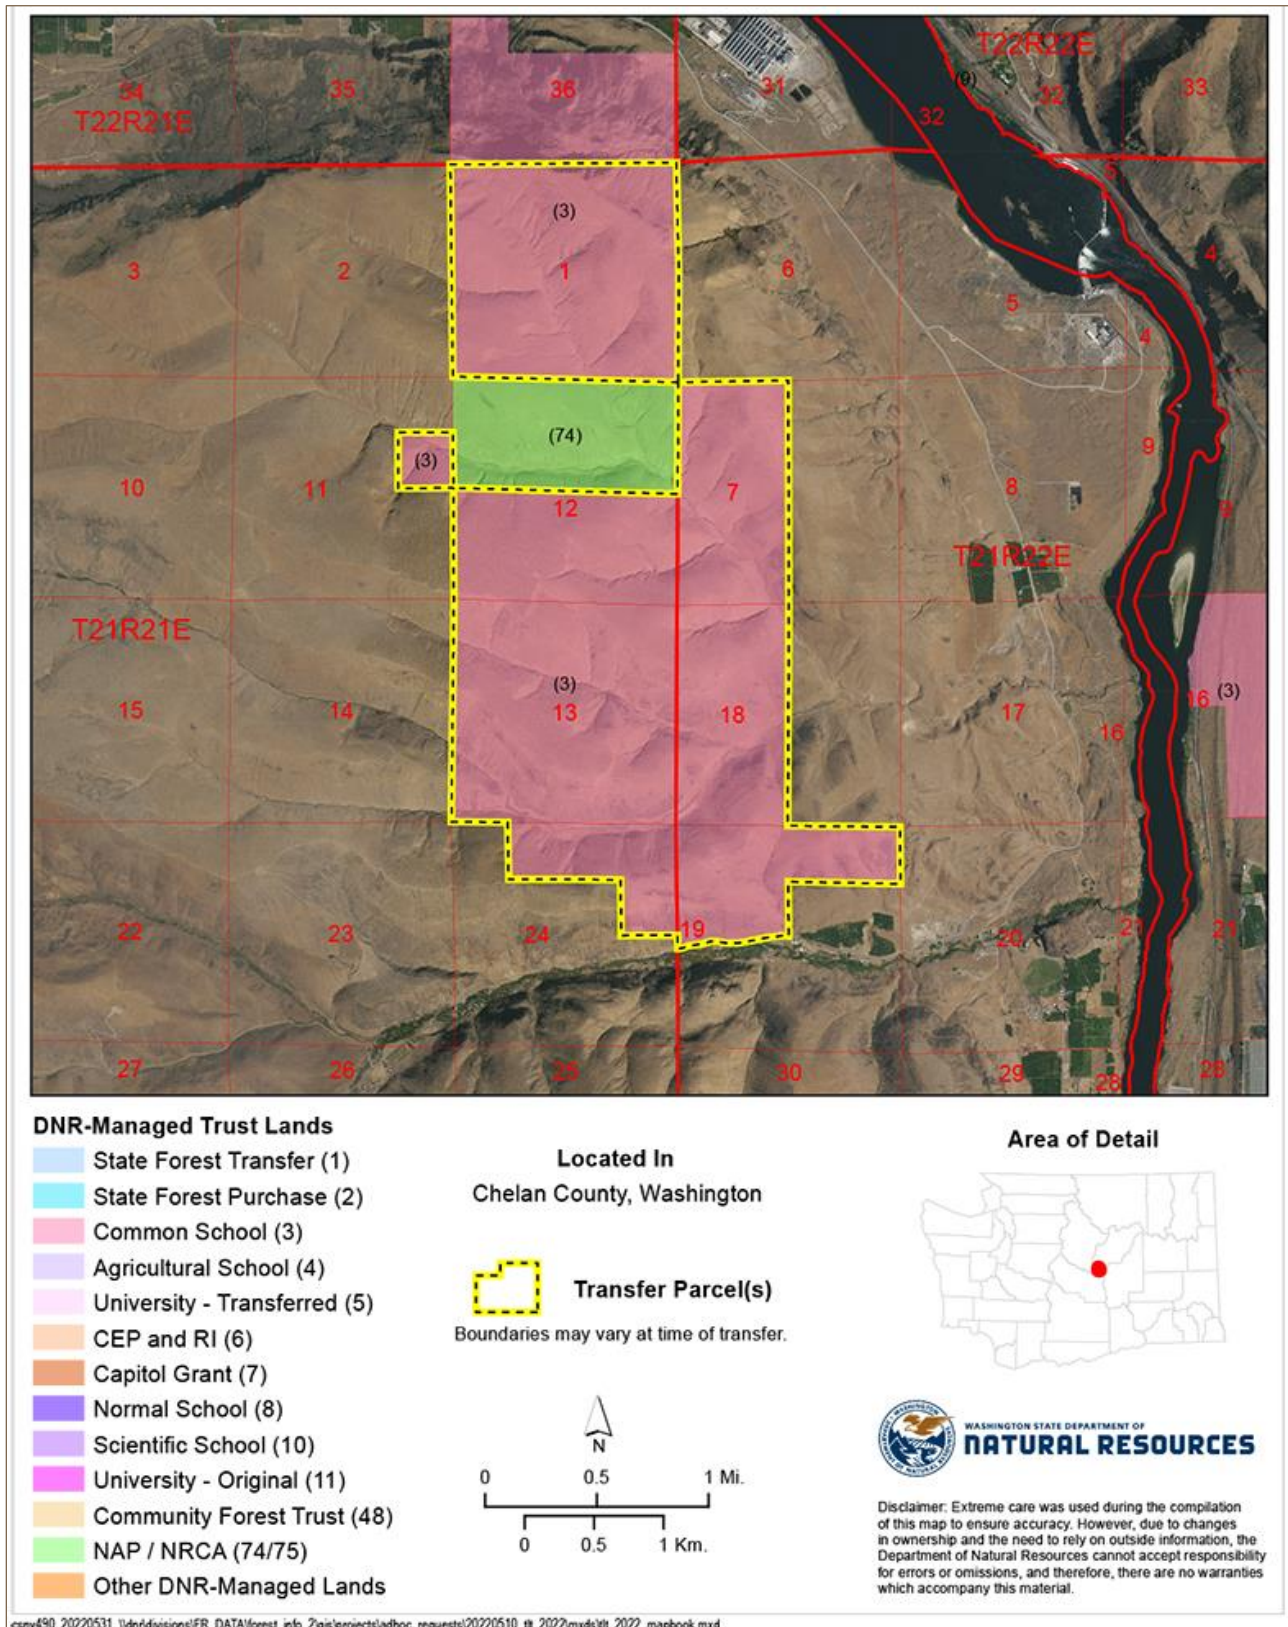 T22R22E
(9)
34
35
36
31
32
32
33
T22R21E
5
(3)
3
2
1
6
4
5
4
(74)
(3)
9
10
11
12
7
8
9
T21R22E
T21R21E
(3)
(3)
15
14
13
18
17
16
16
22
23
24
19
20
21
21
27
26
25
30
29
28
28
DNR-Managed Trust Lands
State Forest Transfer (1)
State Forest Purchase (2)
Common School (3)
Agricultural School (4)
University - Transferred (5)
CEP and RI (6)
Capitol Grant (7)
Normal School (8)
Scientific School (10)
University - Original (11)
Community Forest Trust (48)
NAP / NRCA (74/75)
Other DNR-Managed Lands
Located In
Chelan County, Washington
Transfer Parcel(s)
Boundaries may vary at time of transfer.
N
0 0.5 1 Mi.
0 0.5 1 Km.
Area of Detail
WASHINGTON STATE DEPARTMENT OF
NATURAL RESOURCES
Disclaimer: Extreme care was used during the compilation
of this map to ensure accuracy. However, due to changes
in ownership and the need to rely on outside information, the
Department of Natural Resources cannot accept responsibility
for errors or omissions, and therefore, there are no warranties
which accompany this material.